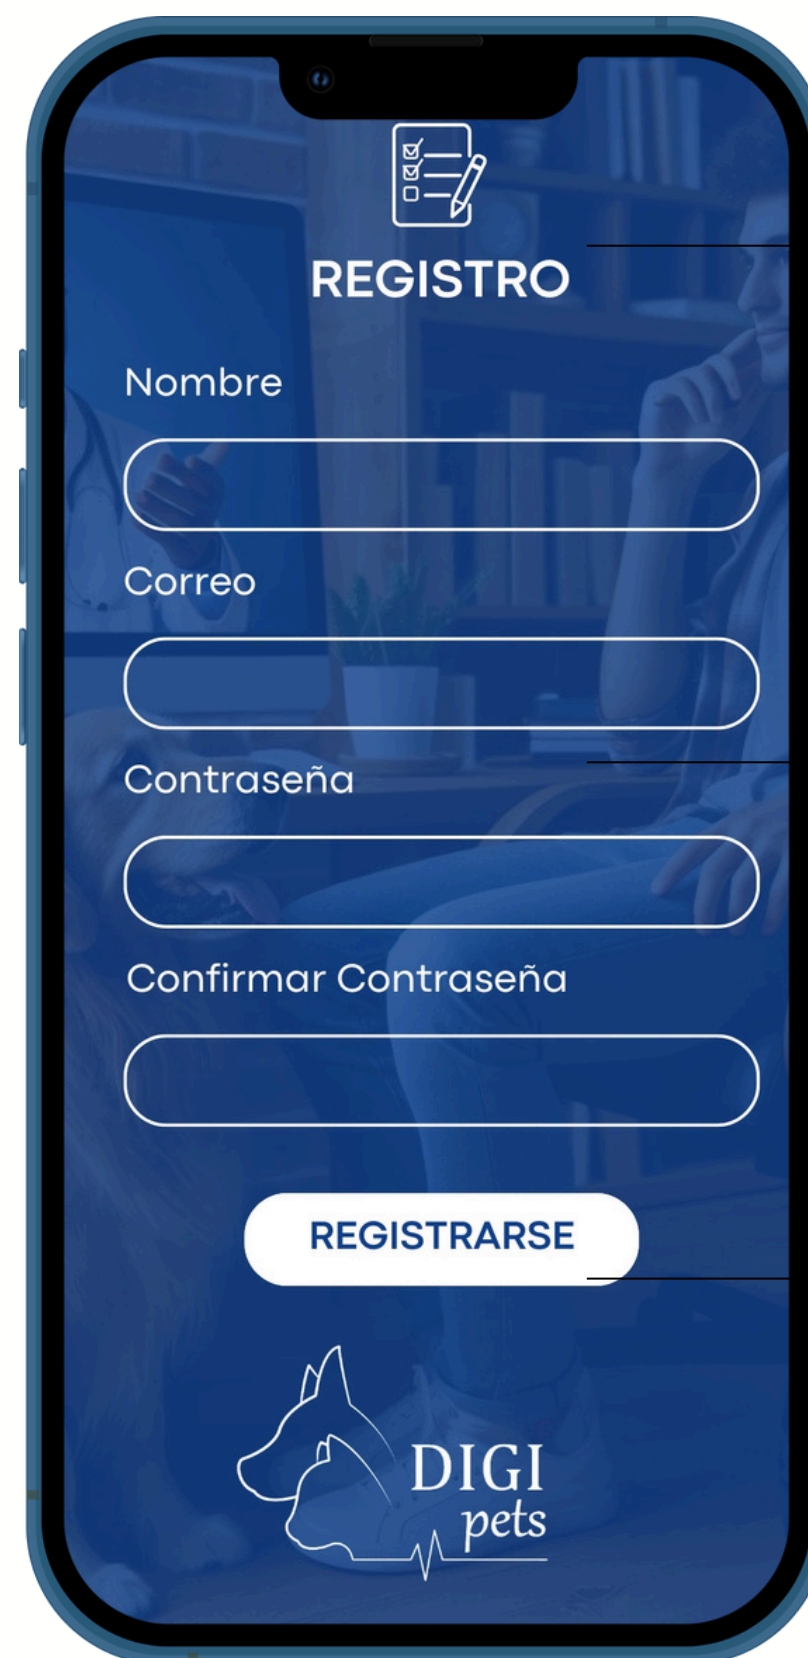 REGISTRO
Nombre
Correo
Contraseña
Confirmar Contraseña
REGISTRARSE
DIGI
pets